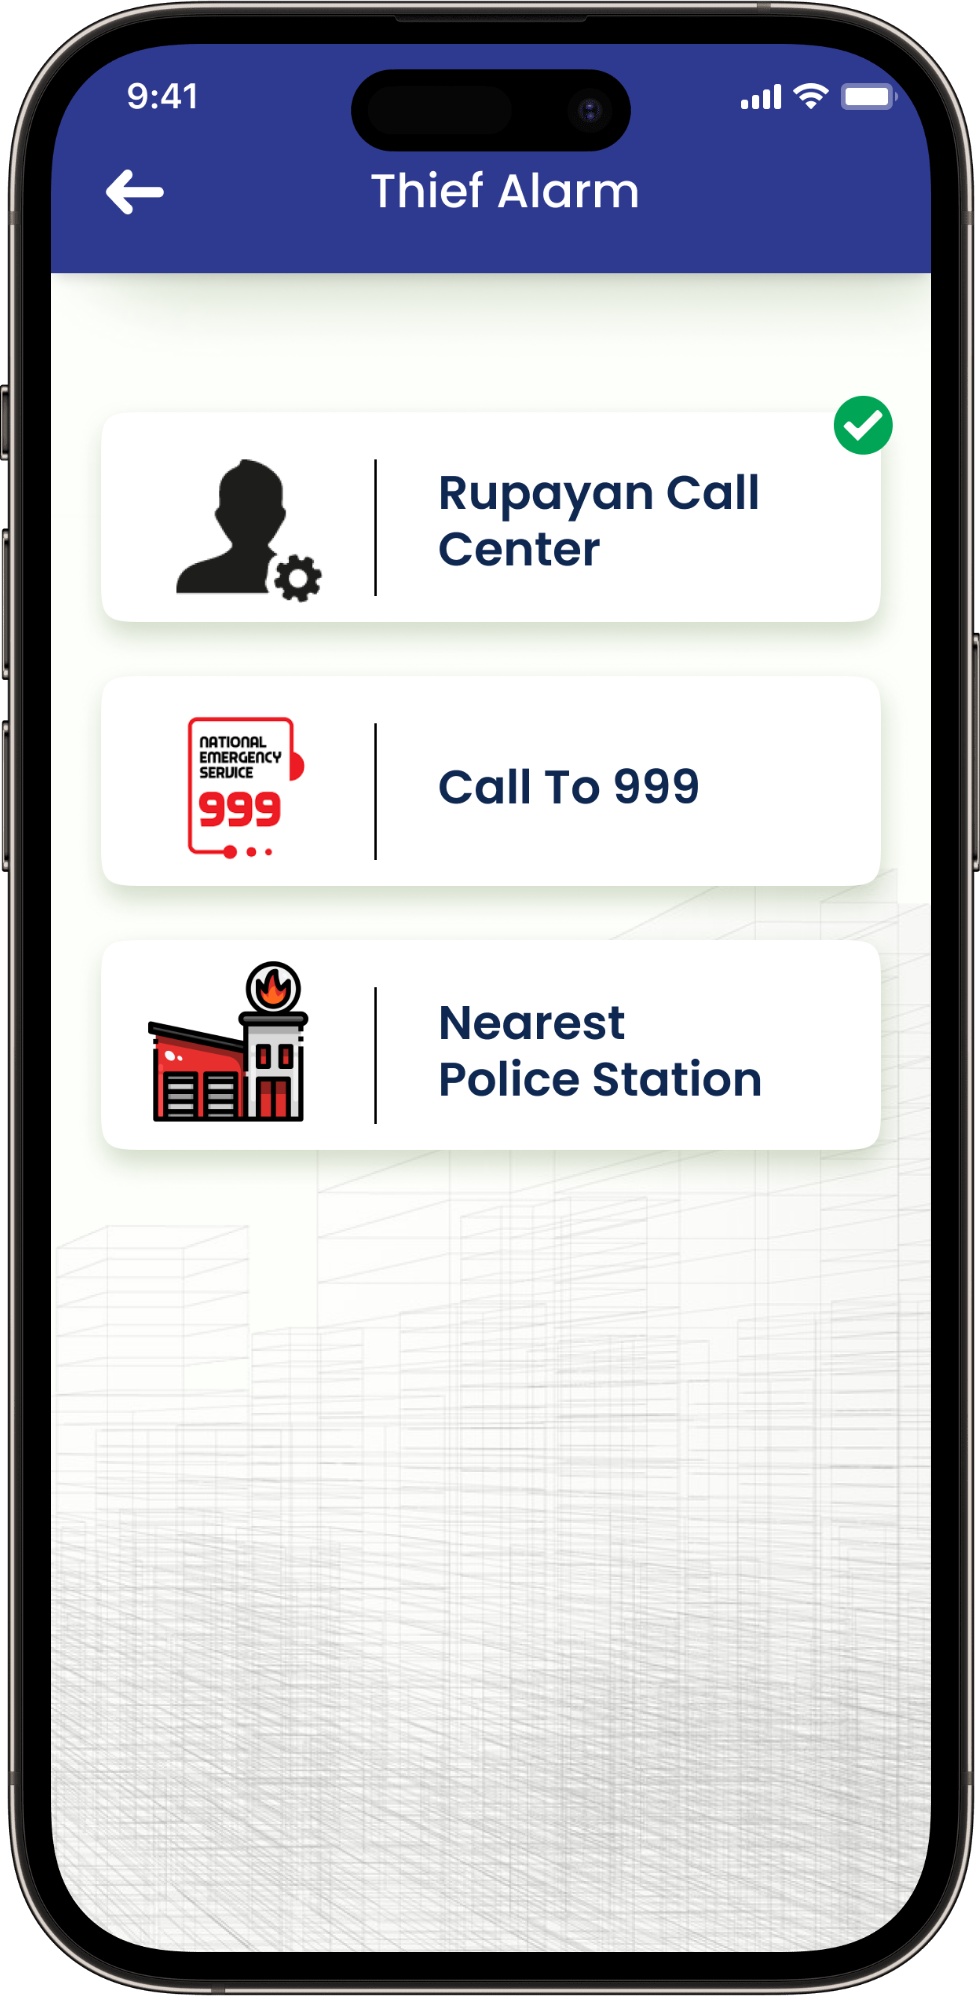 9:41
Thief Alarm
Rupayan Call
Center
NATIONAL
EMERGENCY
SERVICE
999
Call To 999
Nearest
Police Station